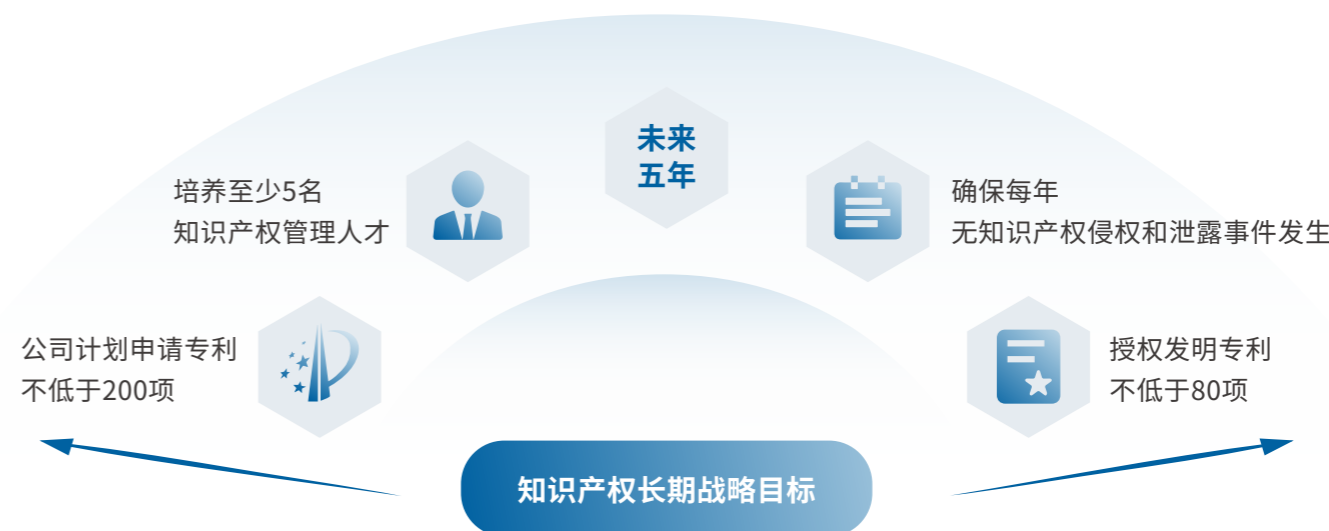 未来
五年
培养至少5名
知识产权管理人才
确保每年
无知识产权侵权和泄露事件发生
公司计划申请专利
不低于200项
授权发明专利
不低于80项
知识产权长期战略目标